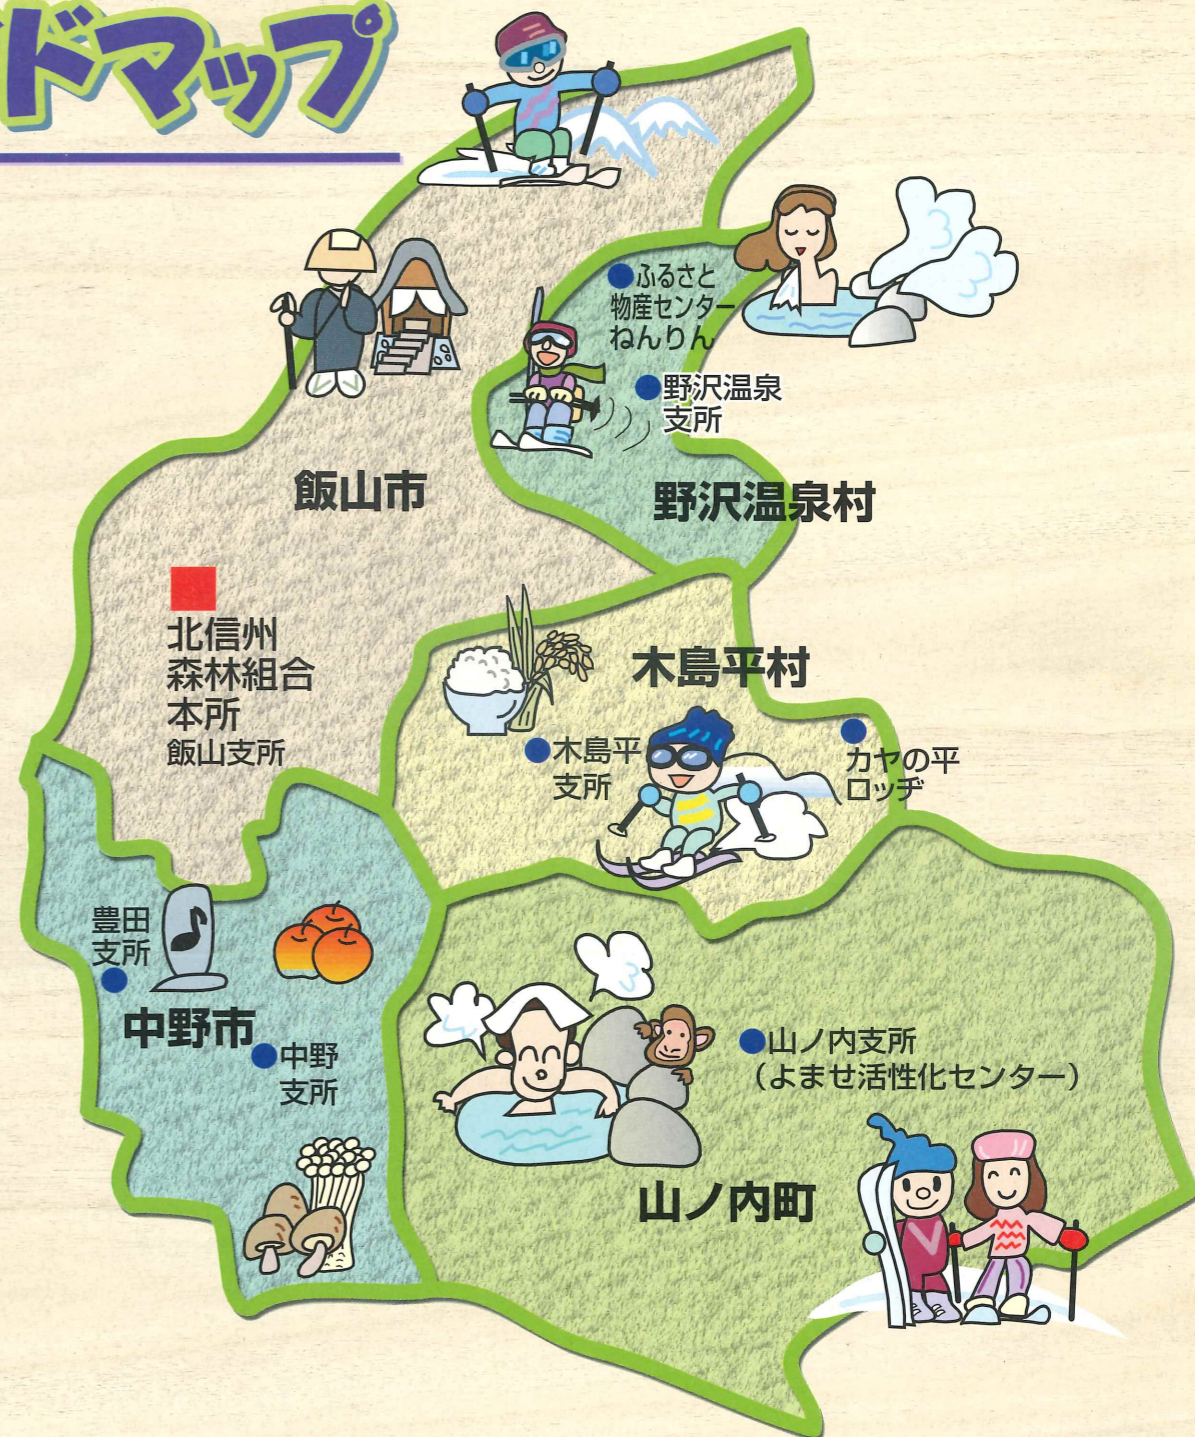 ドマップ
ふるさと
物産センター
ねんりん
野沢温泉
支所
飯山市
野沢温泉村
北信州
森林組合
本所
飯山支所
木島平村
木島平
支所
カヤの平
ロッヂ
豊田
支所
中野市
中野
支所
山ノ内支所
（よませ活性化センター）
山ノ内町